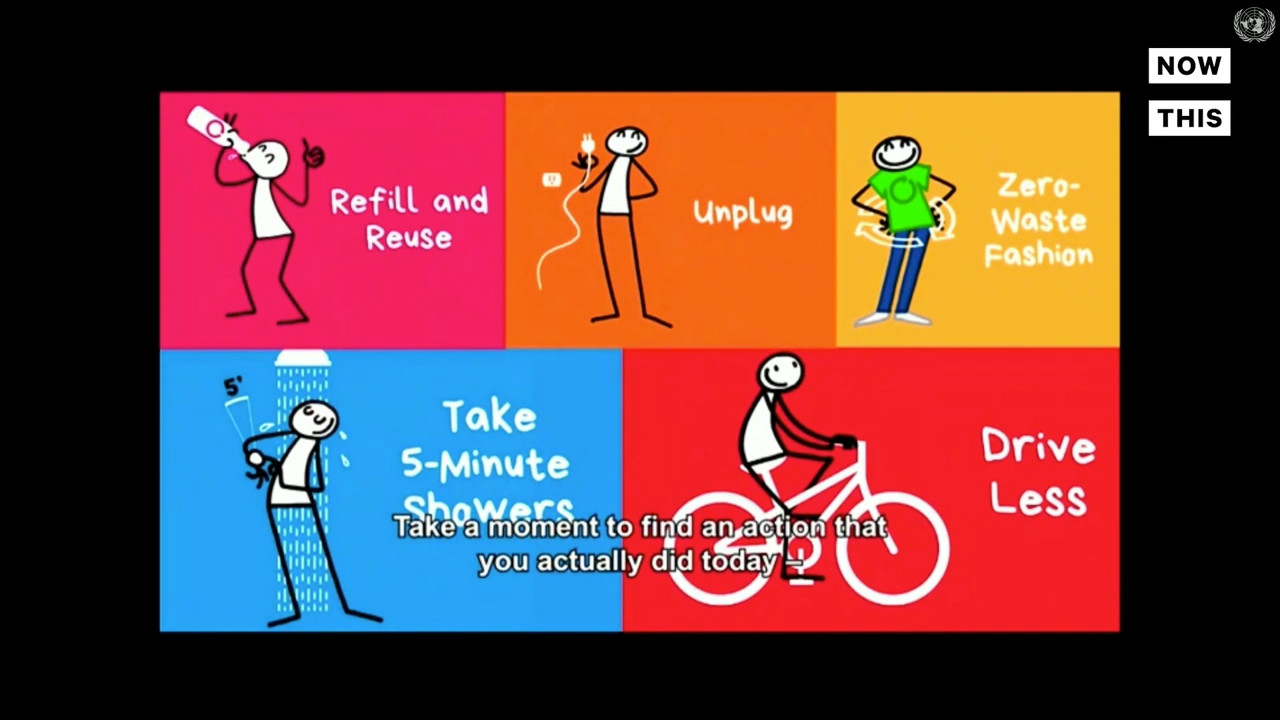 NOW
THIS
Refill and
Reuse
Unplug
Zero-
Waste
Fashion
5'
Take
5-Minute
Showers
Drive
Less
Take a moment to find an action that
you actually did today –